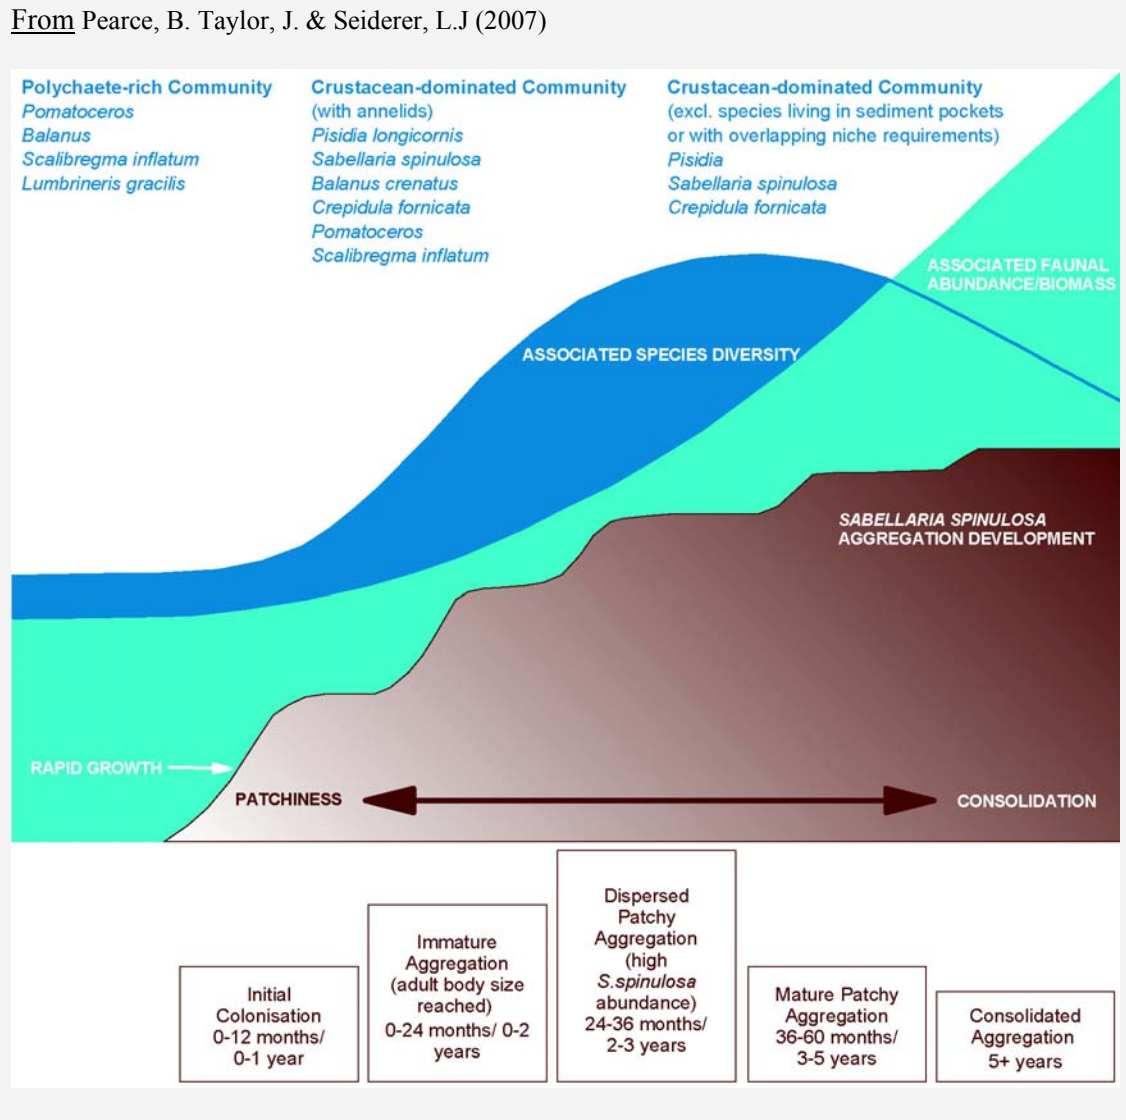 From Pearce, B. Taylor, J. & Seiderer, L.J (2007)
Polychaete-rich Community
Pomatoceros
Balanus
Scalibregma inflatum
Lumbrineris gracilis
Crustacean-dominated Community
(with annelids)
Pisidia longicornis
Sabellaria spinulosa
Balanus crenatus
Crepidula fornicata
Pomatoceros
Scalibregma inflatum
Crustacean-dominated Community
(excl. species living in sediment pockets
or with overlapping niche requirements)
Pisidia
Sabellaria spinulosa
Crepidula fornicata
ASSOCIATED FAUNAL
ABUNDANCE/BIOMASS
ASSOCIATED SPECIES DIVERSITY
SABELLARIA SPINULOSA
AGGREGATION DEVELOPMENT
RAPID GROWTH
PATCHINESS
CONSOLIDATION
Initial
Colonisation
0-12 months/
0-1 year
Immature
Aggregation
(adult body size
reached)
0-24 months/ 0-2
years
Dispersed
Patchy
Aggregation
(high
S.spinulosa
abundance)
24-36 months/
2-3 years
Mature Patchy
Aggregation
36-60 months/
3-5 years
Consolidated
Aggregation
5+ years